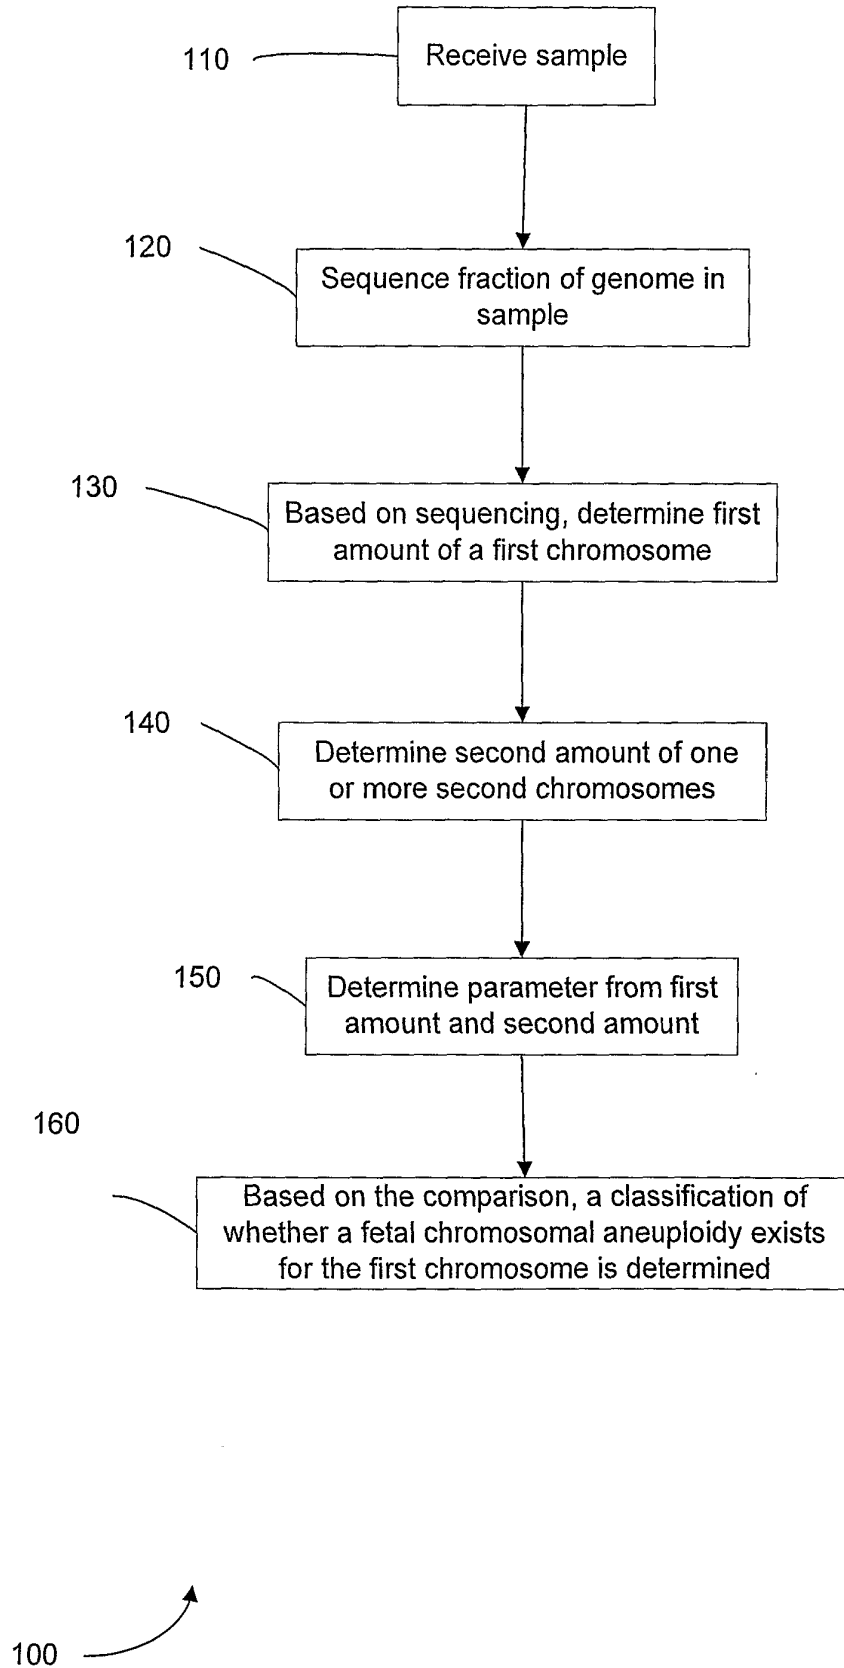 110
Receive sample
120
Sequence fraction of genome in
sample
130
Based on sequencing, determine first
amount of a first chromosome
140
Determine second amount of one
or more second chromosomes
150
Determine parameter from first
amount and second amount
160
Based on the comparison, a classification of
whether a fetal chromosomal aneuploidy exists
for the first chromosome is determined
100